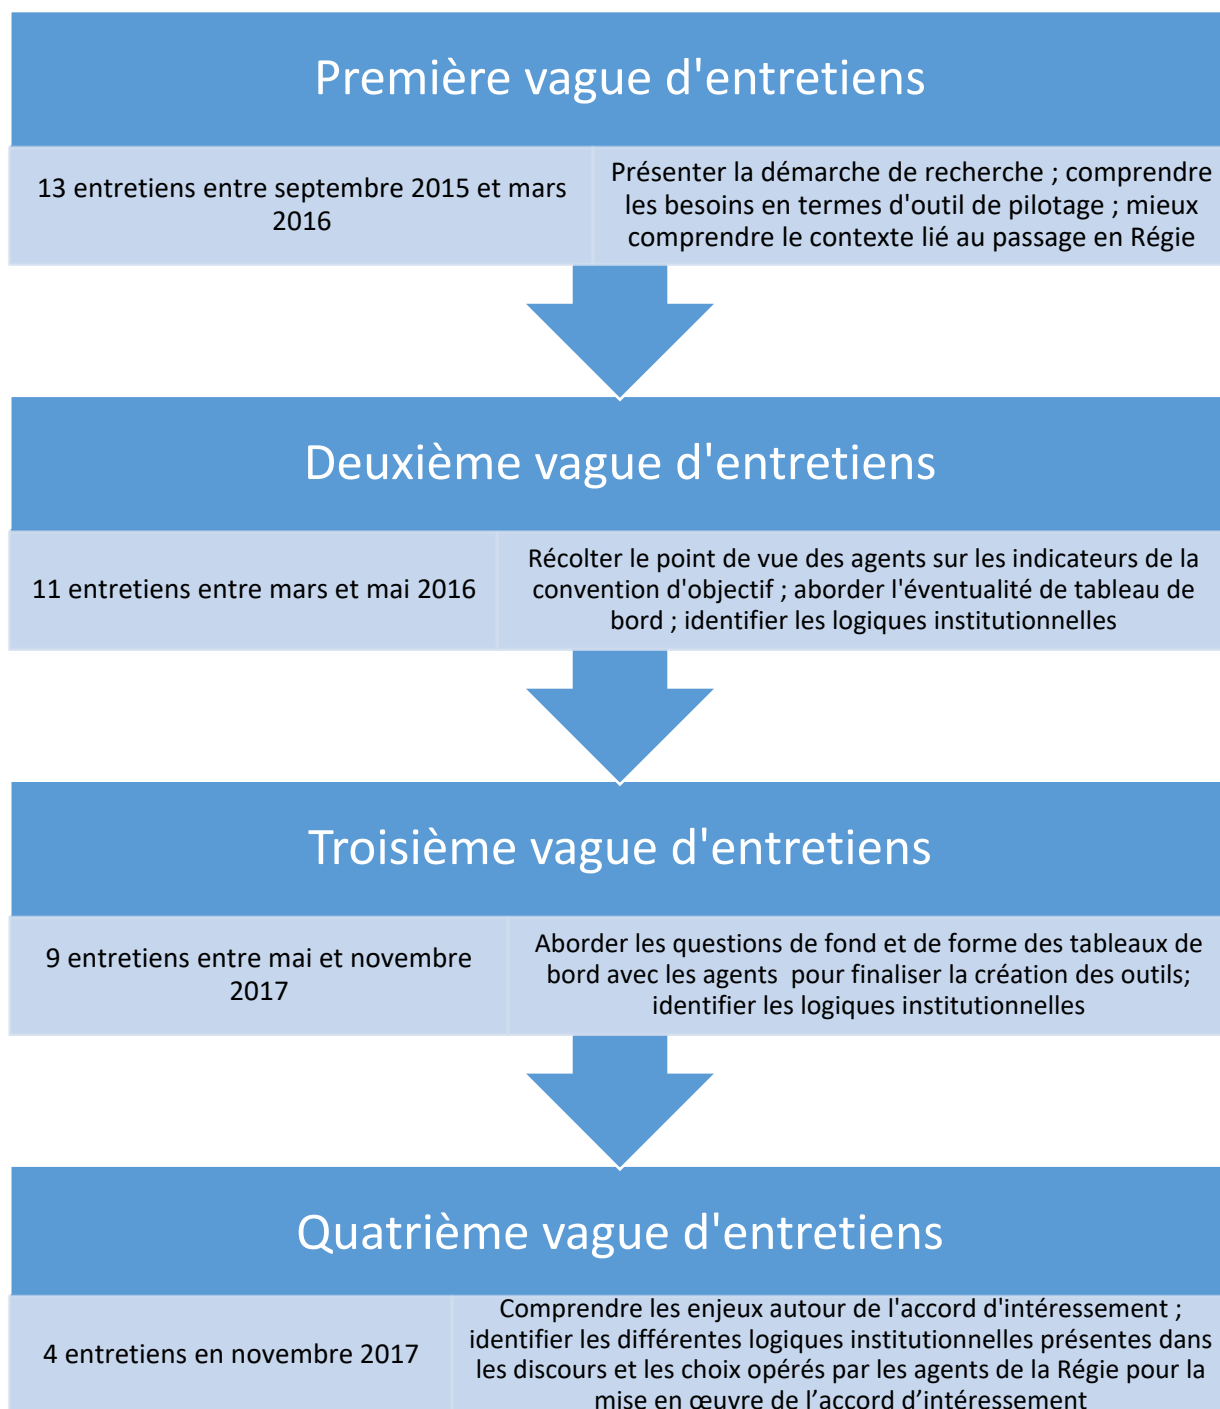 Première vague d'entretiens
13 entretiens entre septembre 2015 et mars
2016
Présenter la démarche de recherche ; comprendre
les besoins en termes d'outil de pilotage ; mieux
comprendre le contexte lié au passage en Régie
Deuxième vague d'entretiens
11 entretiens entre mars et mai 2016
Récolter le point de vue des agents sur les indicateurs de la
convention d'objectif ; aborder l'éventualité de tableau de
bord ; identifier les logiques institutionnelles
Troisième vague d'entretiens
9 entretiens entre mai et novembre
2017
Aborder les questions de fond et de forme des tableaux de
bord avec les agents  pour finaliser la création des outils;
identifier les logiques institutionnelles
Quatrième vague d'entretiens
4 entretiens en novembre 2017
Comprendre les enjeux autour de l'accord d'intéressement ;
identifier les différentes logiques institutionnelles présentes dans
les discours et les choix opérés par les agents de la Régie pour la
mise en œuvre de l’accord d’intéressement